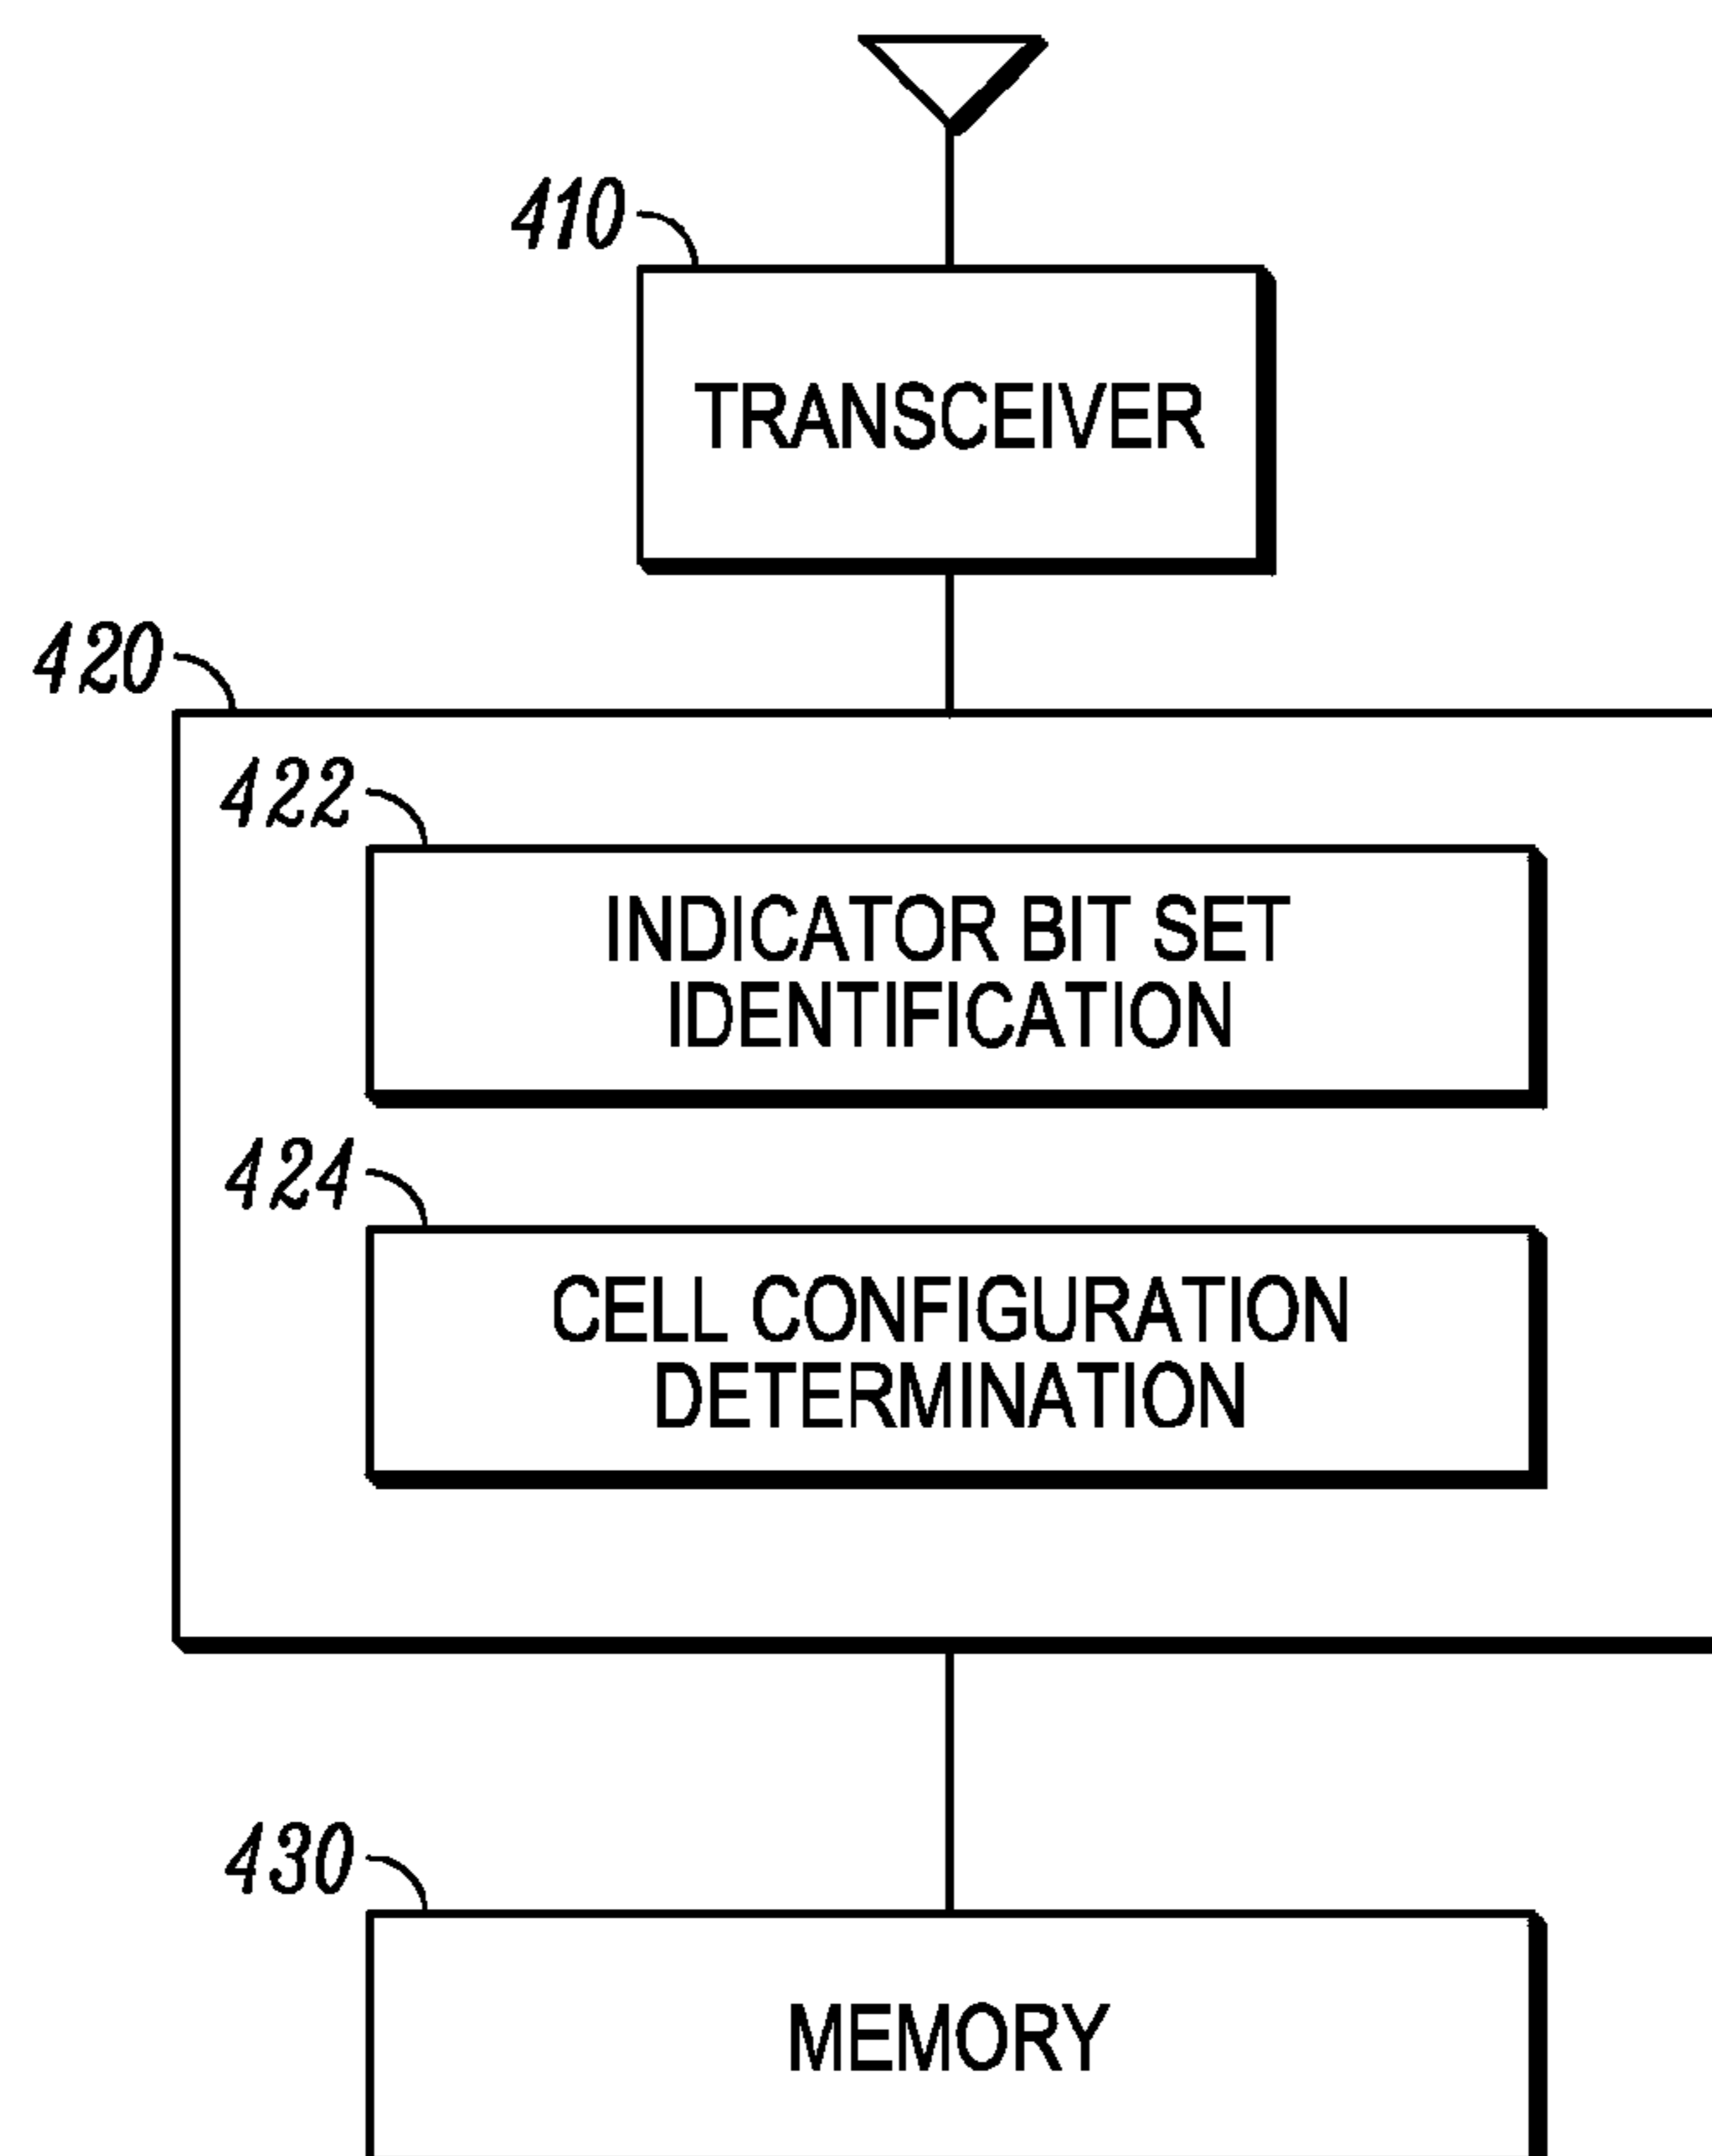 410
TRANSCEIVER
420
422
INDICATOR BIT SET
IDENTIFICATION
424
CELL CONFIGURATION
DETERMINATION
430
MEMORY